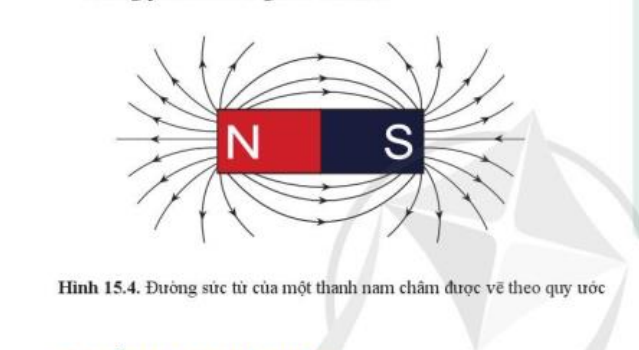 N S
Hình 15.4. Đường sức từ của một thanh nam châm được vẽ theo quy ước